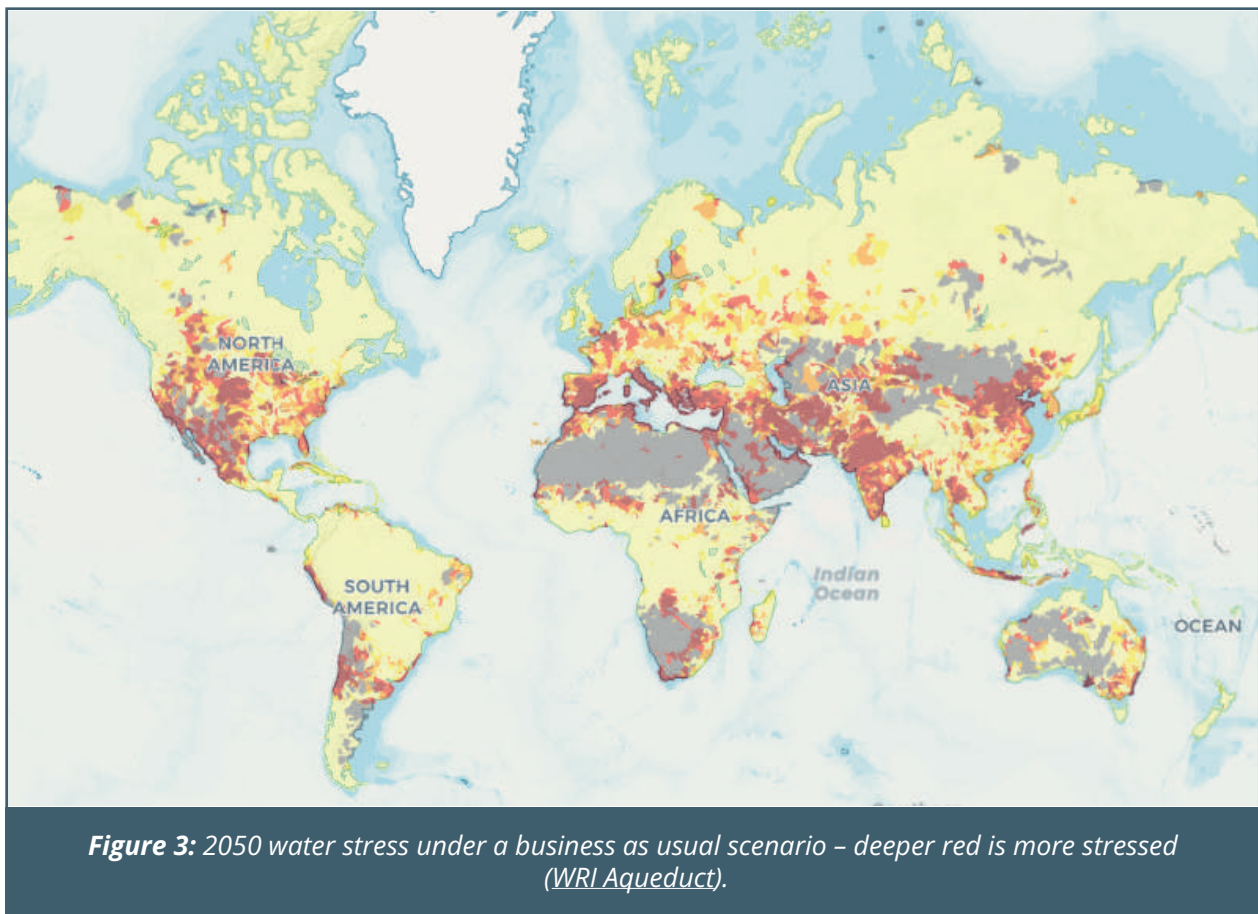 NORTH
AMERICA
ASIA
AFRICA
SOUTH
AMERICA
Indian
Ocean
OCEAN
Figure 3: 2050 water stress under a business as usual scenario – deeper red is more stressed
(WRI Aqueduct).